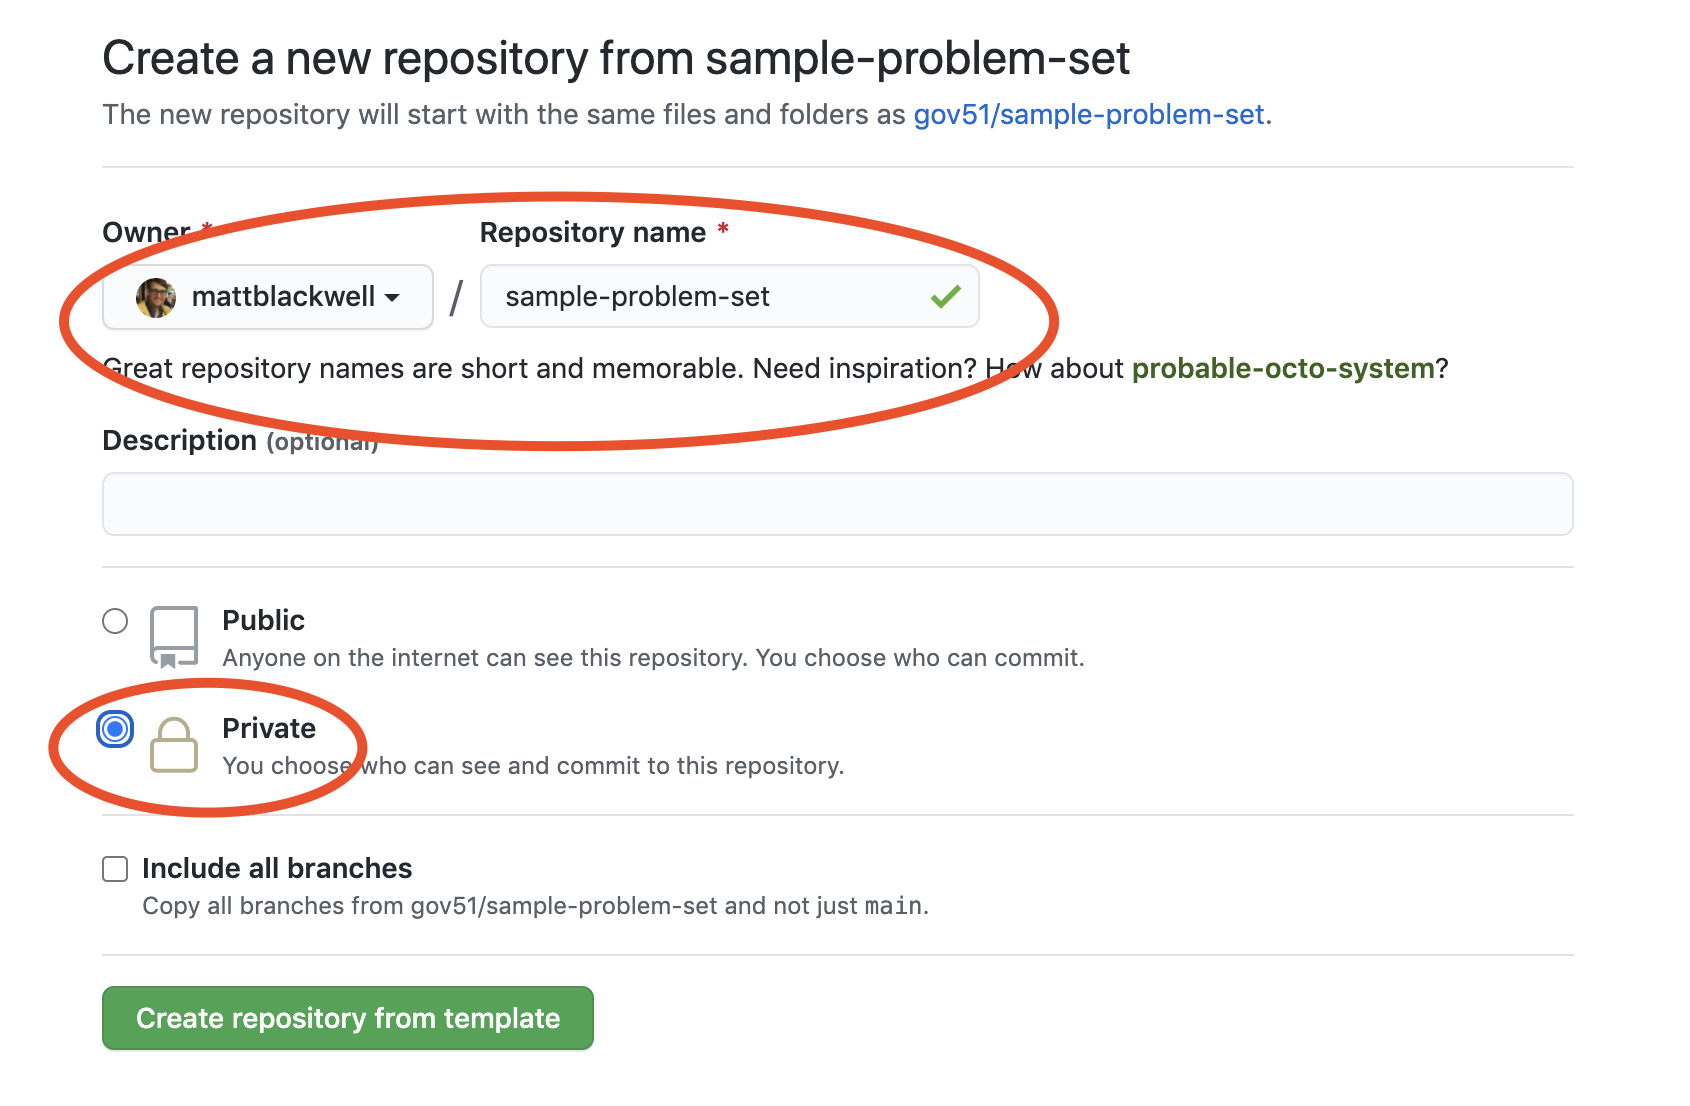 Create a new repository from sample-problem-set
The new repository will start with the same files and folders as gov51/sample-problem-set.
Owner * Repository name *
mattblackwell / sample-problem-set
Great repository names are short and memorable. Need inspiration? How about probable-octo-system?
Description (optional)
Public
Anyone on the internet can see this repository. You choose who can commit.
Private
You choose who can see and commit to this repository.
Include all branches
Copy all branches from gov51/sample-problem-set and not just main.
Create repository from template